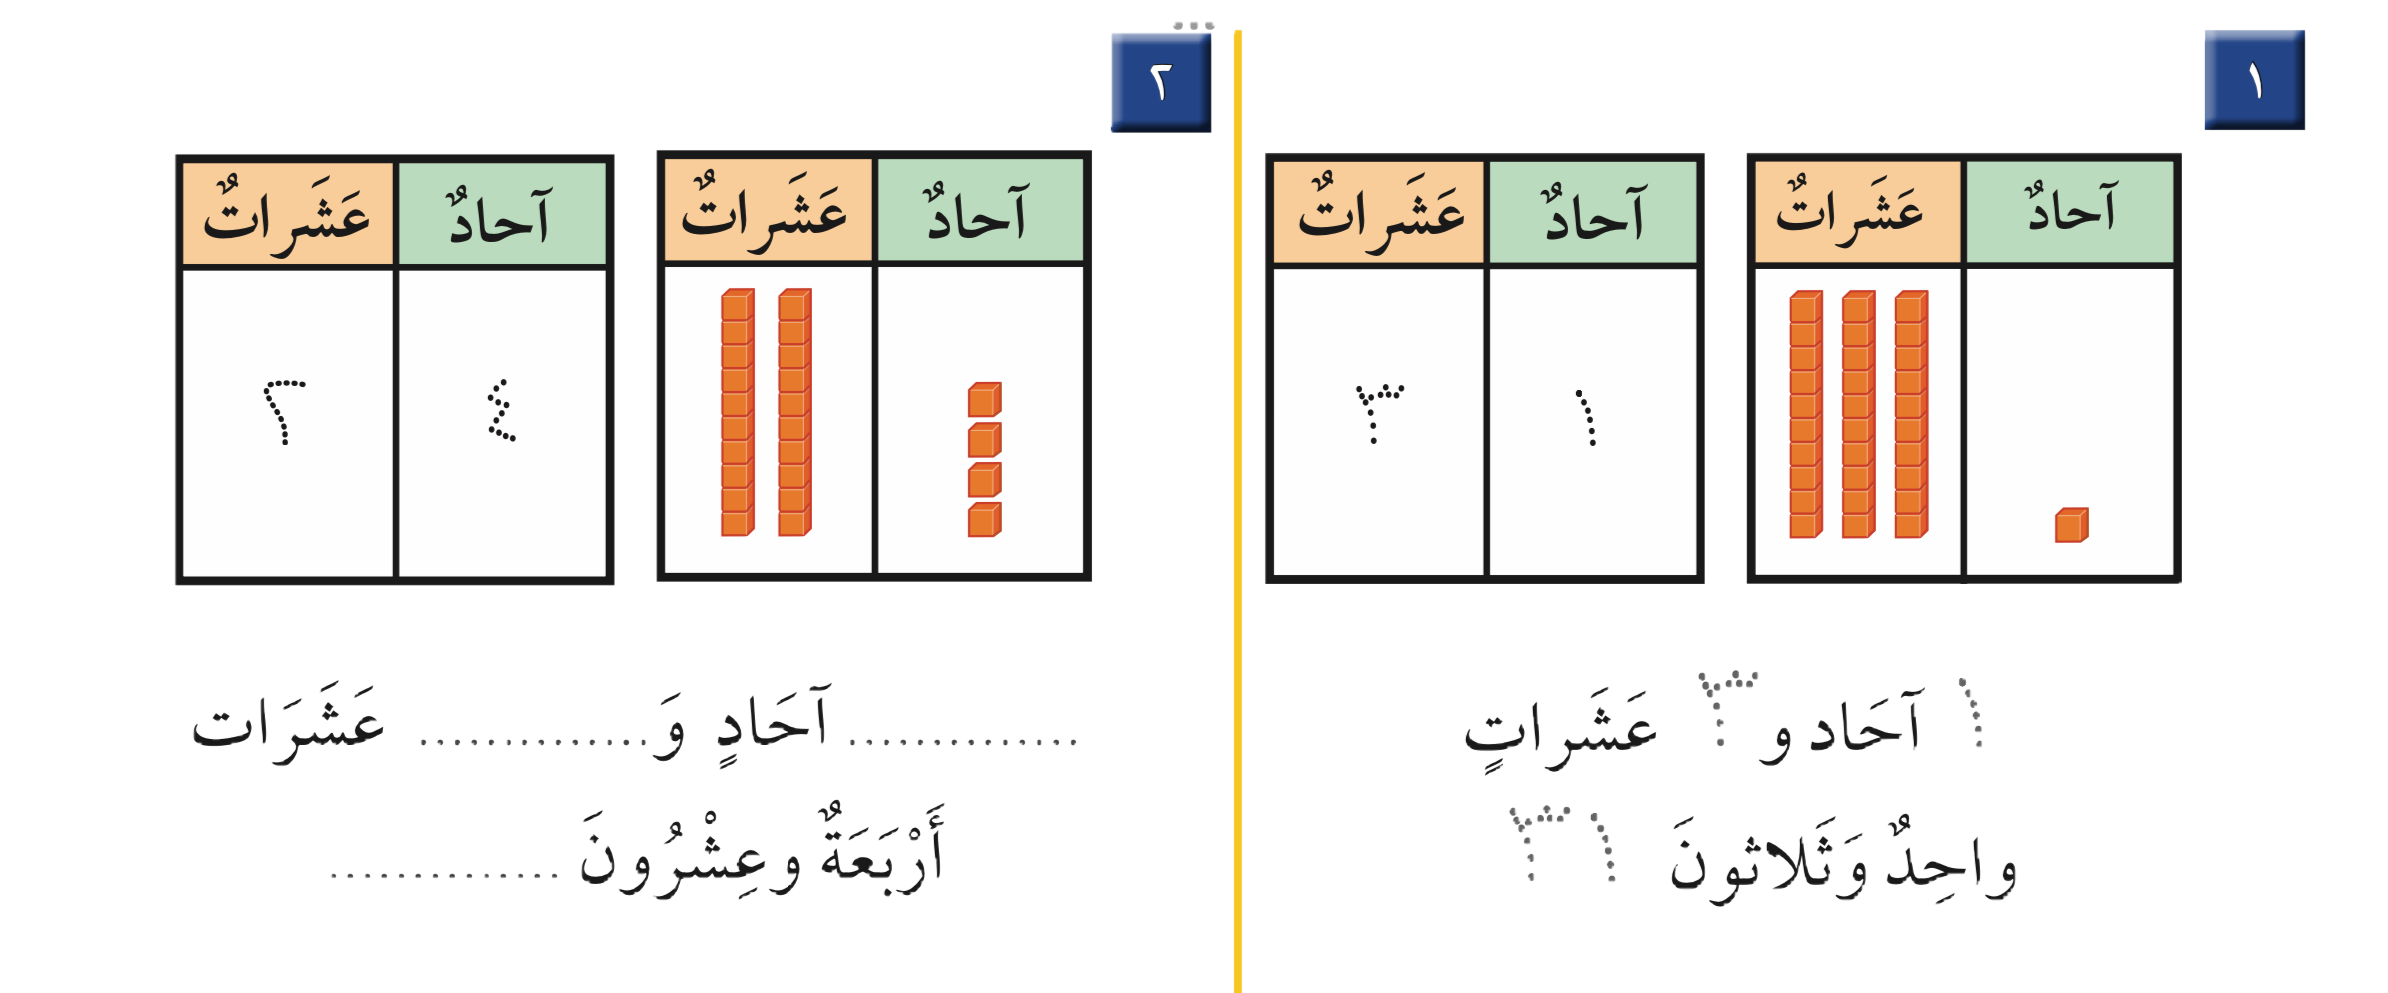 ١
آحادٌ عَشَراتٌ
آحادٌ عَشَراتٌ
١ ٣
١ آحَاد و ٣ عَشَراتٍ
واحِدٌ وَثَلاثونَ ٣١
٢
آحادٌ عَشَراتٌ
آحادٌ عَشَراتٌ
٤ ٢
.............. آحَادٍ وَ .............. عَشَرَات
أَرْبَعَةٌ وعِشْرُونَ ............